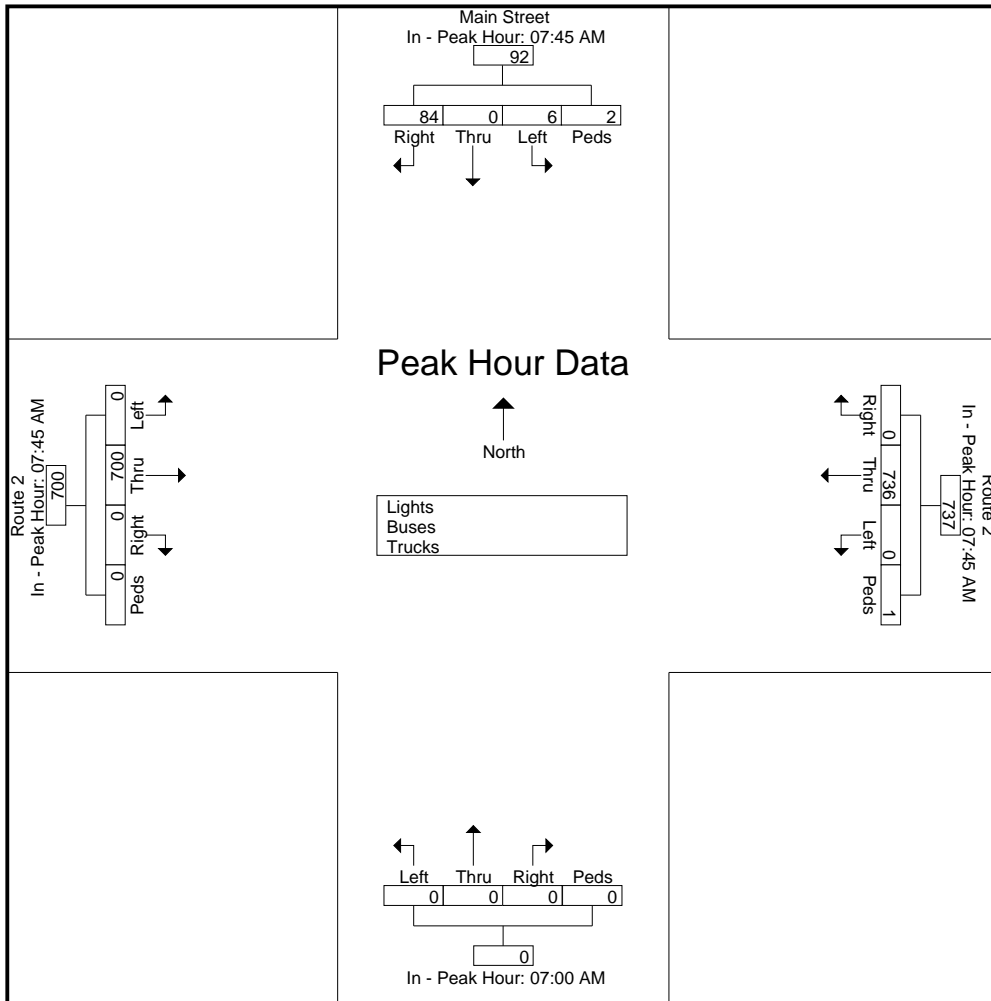 Main Street
In - Peak Hour: 07:45 AM
92
84 0 6 2
Right Thru Left Peds
Peak Hour Data
North
Lights
Buses
Trucks
Route 2
In - Peak Hour: 07:45 AM
700
0 700 0 0
Left Thru Right Peds
Route 2
In - Peak Hour: 07:45 AM
737
0 736 0 1
Right Thru Left Peds
Left Thru Right Peds
0 0 0 0
0
In - Peak Hour: 07:00 AM